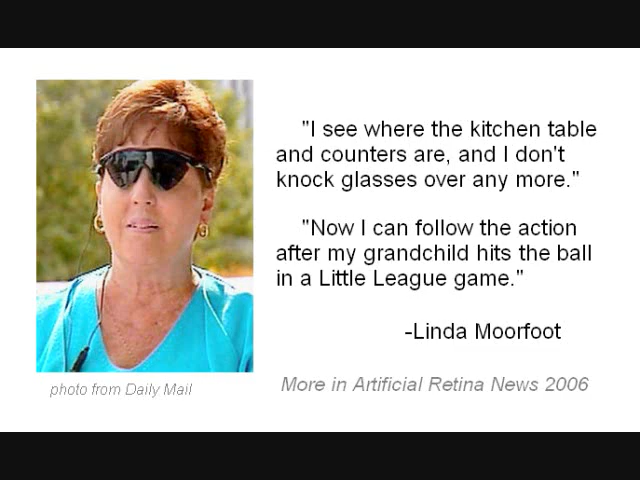 "I see where the kitchen table
and counters are, and I don't
knock glasses over any more."
"Now I can follow the action
after my grandchild hits the ball
in a Little League game."
-Linda Moorfoot
photo from Daily Mail
More in Artificial Retina News 2006